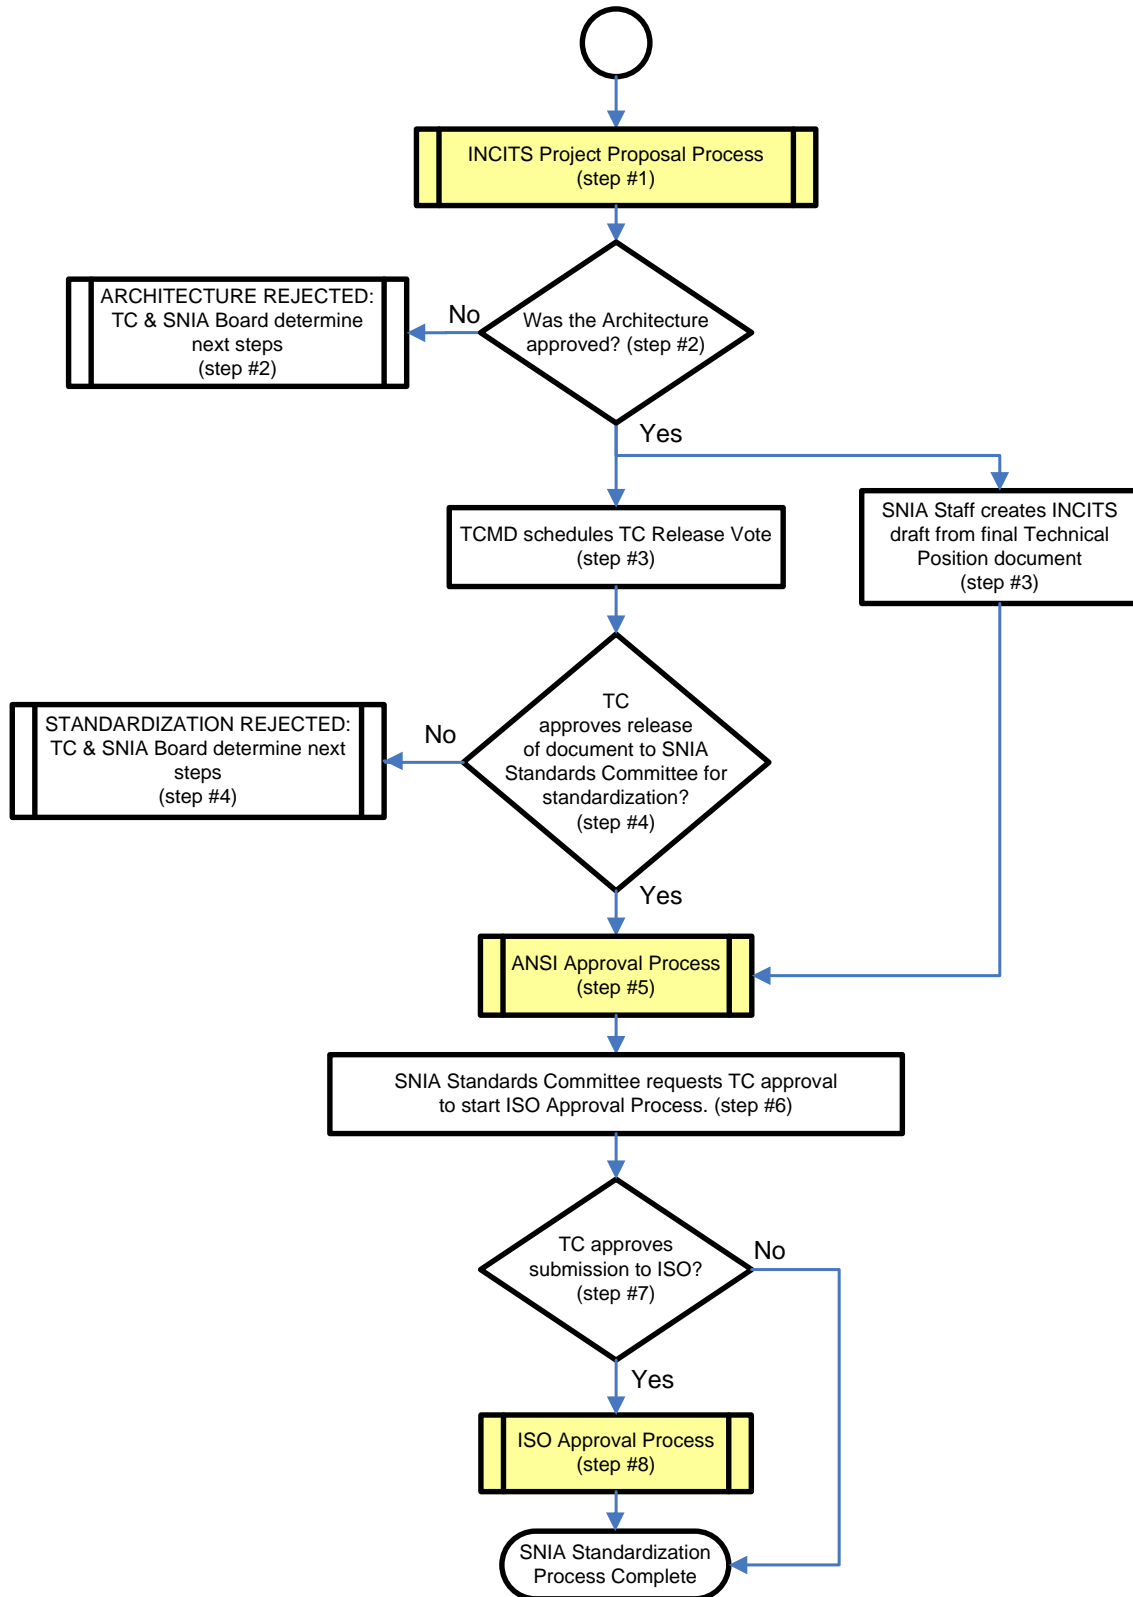 INCITS Project Proposal Process
(step #1)
ARCHITECTURE REJECTED:
TC & SNIA Board determine
next steps
(step #2)
No
Was the Architecture
approved? (step #2)
Yes
TCMD schedules TC Release Vote
(step #3)
SNIA Staff creates INCITS
draft from final Technical
Position document
(step #3)
STANDARDIZATION REJECTED:
TC & SNIA Board determine next
steps
(step #4)
No
TC
approves release
of document to SNIA
Standards Committee for
standardization?
(step #4)
Yes
ANSI Approval Process
(step #5)
SNIA Standards Committee requests TC approval
to start ISO Approval Process. (step #6)
TC approves
submission to ISO?
(step #7)
No
Yes
ISO Approval Process
(step #8)
SNIA Standardization
Process Complete